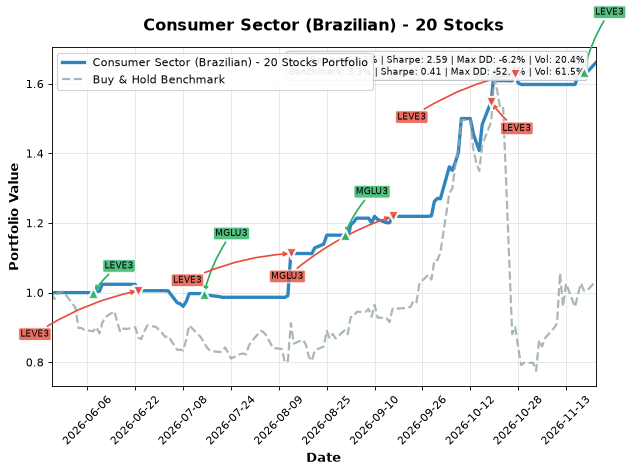 Consumer Sector (Brazilian) - 20 Stocks
LEVE3
Consumer Sector (Brazilian) - 20 Stocks Portfolio
Buy & Hold Benchmark
% | Sharpe: 2.59 | Max DD: -6.2% | Vol: 20.4%
| Sharpe: 0.41 | Max DD: -52. % | Vol: 61.5%
LEVE3
LEVE3
MGLU3
MGLU3
LEVE3
LEVE3
MGLU3
LEVE3
Portfolio Value
1.6
1.4
1.2
1.0
0.8
2026-06-06
2026-06-22
2026-07-08
2026-07-24
2026-08-09
2026-08-25
2026-09-10
2026-09-26
2026-10-12
2026-10-28
2026-11-13
Date